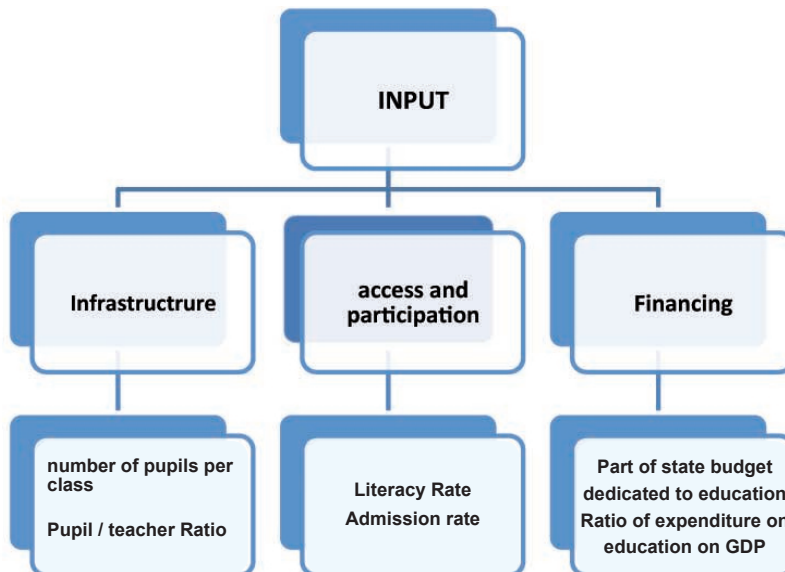 INPUT
Infrastructrure
access and
participation
Financing
number of pupils per
class
Pupil / teacher Ratio
Literacy Rate
Admission rate
Part of state budget
dedicated to education
Ratio of expenditure on
education on GDP